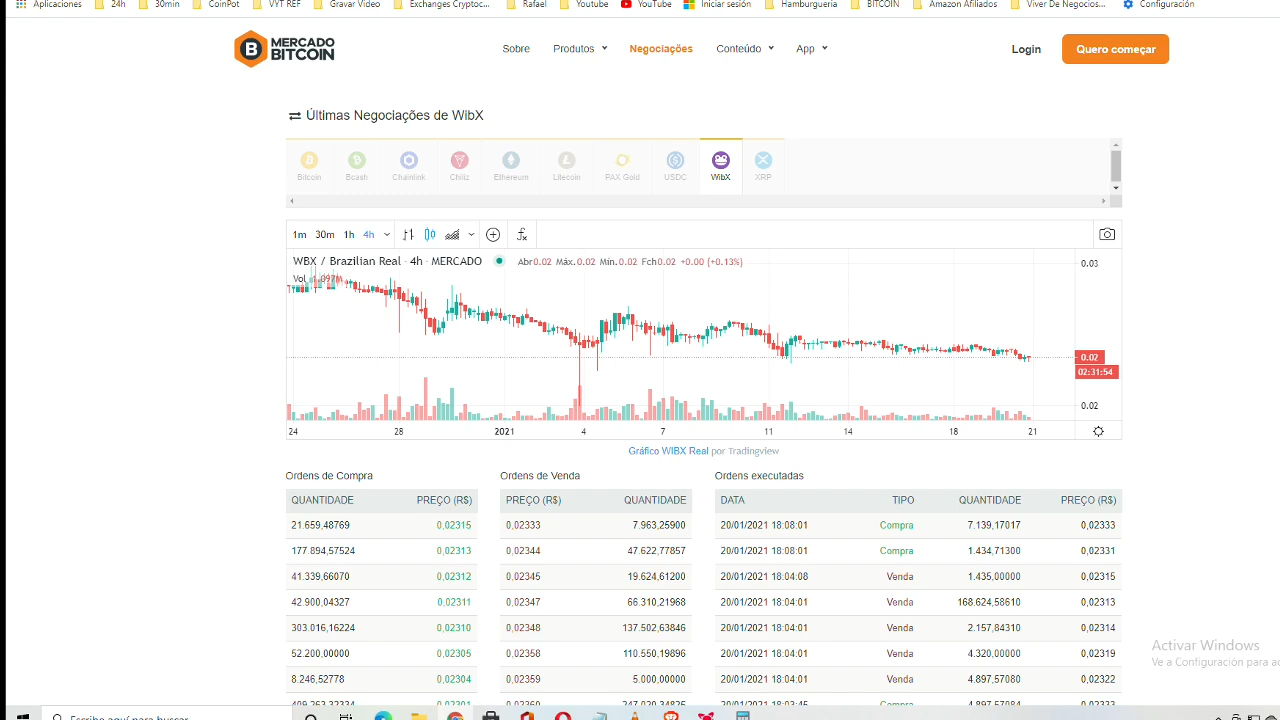 Aplicaciones 24h 30min CoinPot VYT REF Gravar Video Exchanges Cryptoc... Rafael Youtube YouTube Iniciar sesión Hamburgueria BITCOIN Amazon Afiliados Viver De Negocios... Configuración
MERCADO BITCOIN Sobre Produtos Negociações Conteúdo App Login Quero começar
Últimas Negociações de WibX
Bitcoin Bcash Chainlink Chiliz Ethereum Litecoin PAX Gold USDC WibX XRP
1m 30m 1h 4h
WBX / Brazilian Real · 4h · MERCADO Abr0.02 Máx.0.02 Mín.0.02 Fch0.02 +0.00 (+0.13%)
0.03
Vol 1.097M
0.02
02:31:54
0.02
24 28 2021 4 7 11 14 18 21
Gráfico WIBX Real por Tradingview
Ordens de Compra Ordens de Venda Ordens executadas
QUANTIDADE PREÇO (R$) PREÇO (R$) QUANTIDADE DATA TIPO QUANTIDADE PREÇO (R$)
21.659,48769 0,02315 0,02333 7.963,25900 20/01/2021 18:08:01 Compra 7.139,17017 0,02333
177.894,57524 0,02313 0,02344 47.622,77857 20/01/2021 18:08:01 Compra 1.434,71300 0,02331
41.339,66070 0,02312 0,02345 19.624,61200 20/01/2021 18:04:08 Venda 1.435,00000 0,02315
42.900,04327 0,02311 0,02347 66.310,21968 20/01/2021 18:04:01 Venda 168.624,58610 0,02313
303.016,16224 0,02310 0,02348 137.502,63846 20/01/2021 18:04:01 Venda 2.157,84310 0,02314
52.200,00000 0,02305 0,02358 110.550,19896 20/01/2021 18:04:01 Venda 4.320,00000 0,02319
8.246,52778 0,02304 0,02359 5.000,00000 20/01/2021 18:04:01 Venda 4.897,57080 0,02322
Activar Windows
Ve a Configuración para
Escribe aquí para buscar